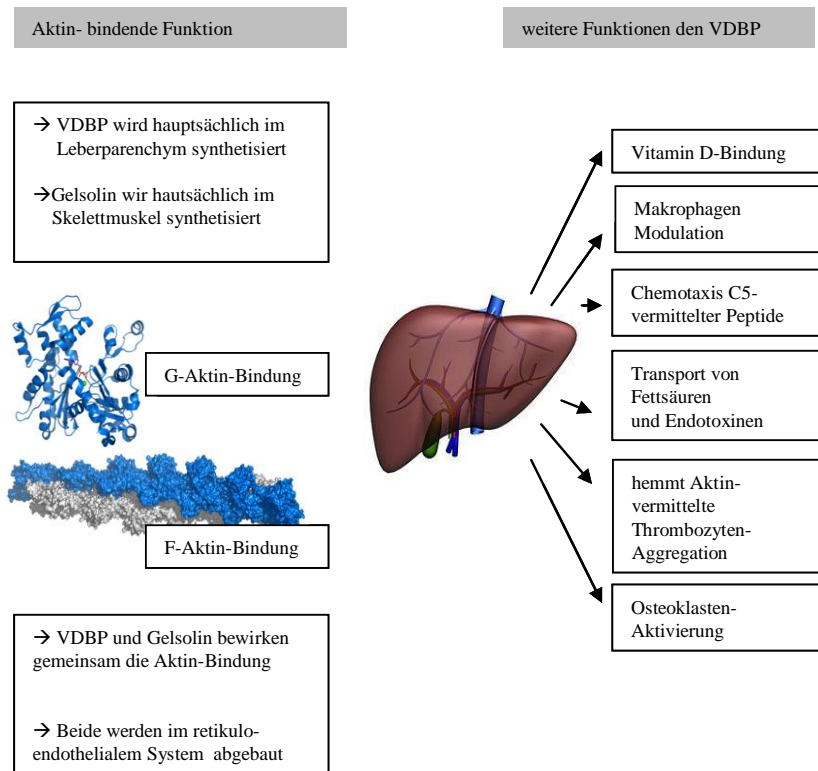 Aktin- bindende Funktion
→ VDBP wird hauptsächlich im
Leberparenchym synthetisiert
→Gelsolin wir hautsächlich im
Skelettmuskel synthetisiert
G-Aktin-Bindung
F-Aktin-Bindung
→ VDBP und Gelsolin bewirken
gemeinsam die Aktin-Bindung
→ Beide werden im retikulo-
endothelialem System abgebaut
weitere Funktionen den VDBP
Vitamin D-Bindung
Makrophagen
Modulation
Chemotaxis C5-
vermittelter Peptide
Transport von
Fettsäuren
und Endotoxinen
hemmt Aktin-
vermittelte
Thrombozyten-
Aggregation
Osteoklasten-
Aktivierung